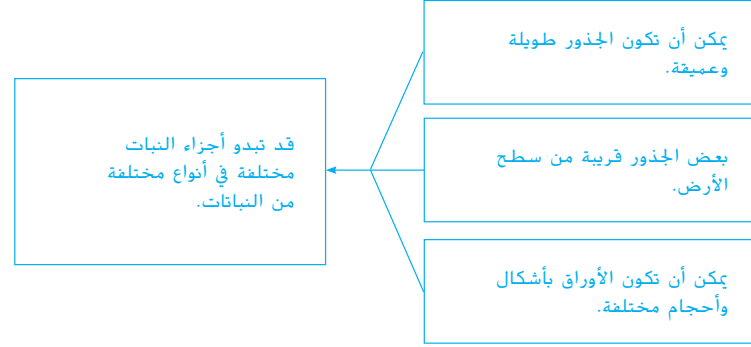 يمكن أن تكون الجذور طويلة
وعميقة.
بعض الجذور قريبة من سطح
الأرض.
يمكن أن تكون الأوراق بأشكال
وأحجام مختلفة.
قد تبدو أجزاء النبات
مختلفة في أنواع مختلفة
من النباتات.